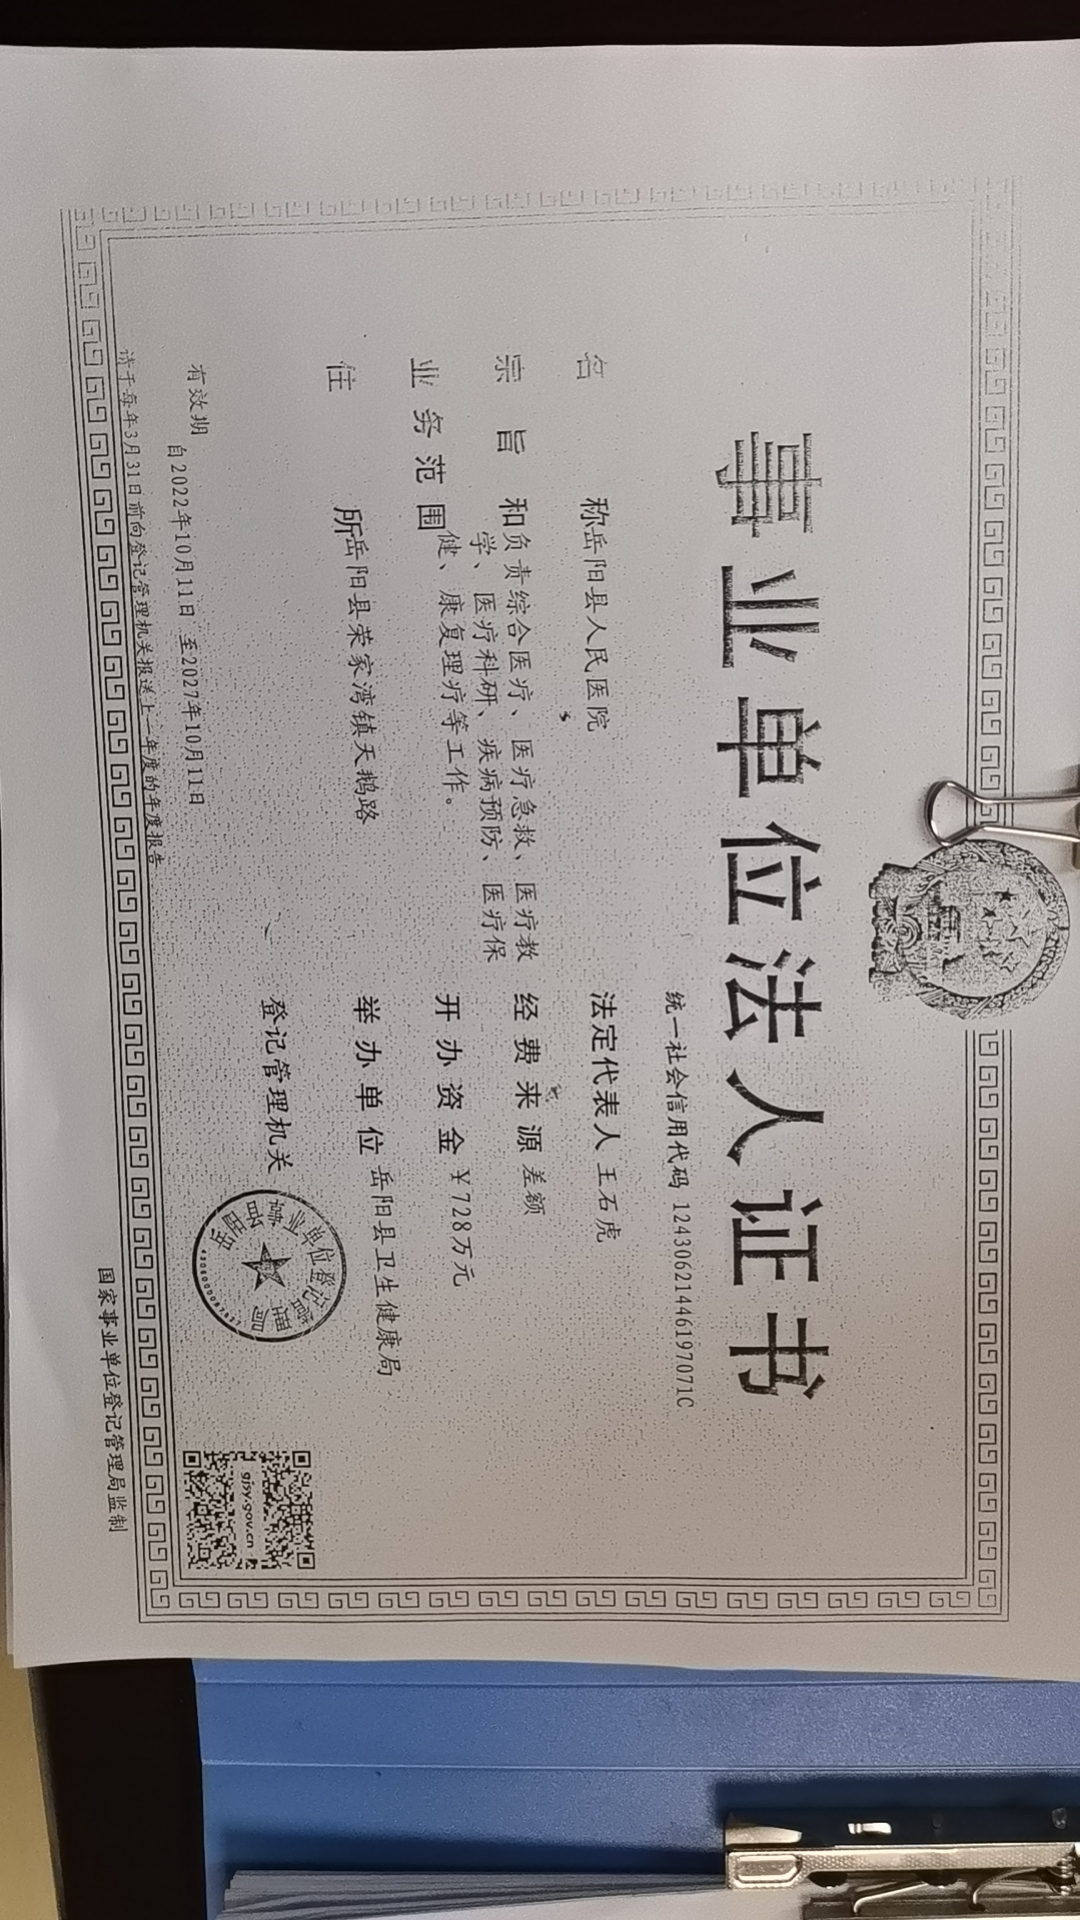 事业单位法人证书
统一社会信用代码 12430621446197071C
名称 岳阳县人民医院
法定代表人 王石虎
宗旨和业务范围 负责综合医疗、医疗急救、医疗教
学、医疗科研、疾病预防、医疗保
健、康复理疗等工作。
经费来源 差额
开办资金 ￥728万元
住所 岳阳县荣家湾镇天鹅路
举办单位 岳阳县卫生健康局
登记管理机关
事业单位登记管理局
有效期
自2022年10月11日 至2027年10月11日
请于每年3月31日前向登记管理机关报送上一年度的年度报告
gjsy.gov.cn
国家事业单位登记管理局监制